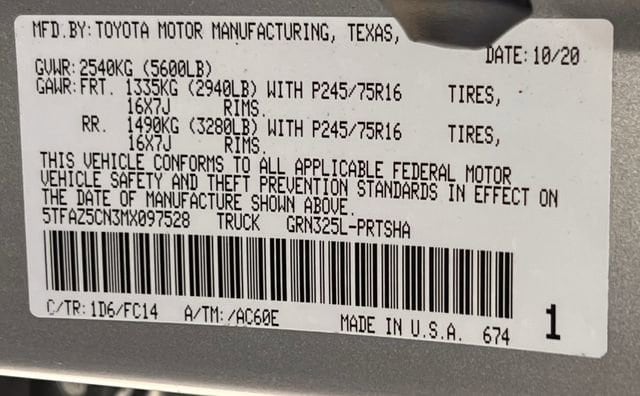 MFD.BY: TOYOTA MOTOR MANUFACTURING, TEXAS,
DATE: 10/20
GVWR: 2540KG (5600LB)
GAWR: FRT. 1335KG (2940LB) WITH P245/75R16 TIRES,
16X7J RIMS.
RR. 1490KG (3280LB) WITH P245/75R16 TIRES,
16X7J RIMS.
THIS VEHICLE CONFORMS TO ALL APPLICABLE FEDERAL MOTOR
VEHICLE SAFETY AND THEFT PREVENTION STANDARDS IN EFFECT ON
THE DATE OF MANUFACTURE SHOWN ABOVE.
5TFAZ5CN3MX097528 TRUCK GRN325L-PRTSHA
C/TR: 1D6/FC14 A/TM: /AC60E MADE IN U.S.A. 674 1